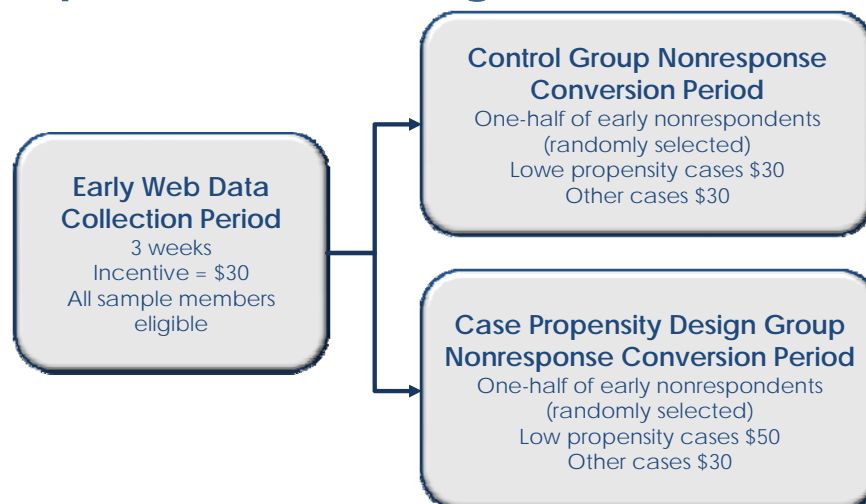 Early Web Data
Collection Period
3 weeks
Incentive = $30
All sample members
eligible
Control Group Nonresponse
Conversion Period
One-half of early nonrespondents
(randomly selected)
Lowe propensity cases $30
Other cases $30
Case Propensity Design Group
Nonresponse Conversion Period
One-half of early nonrespondents
(randomly selected)
Low propensity cases $50
Other cases $30